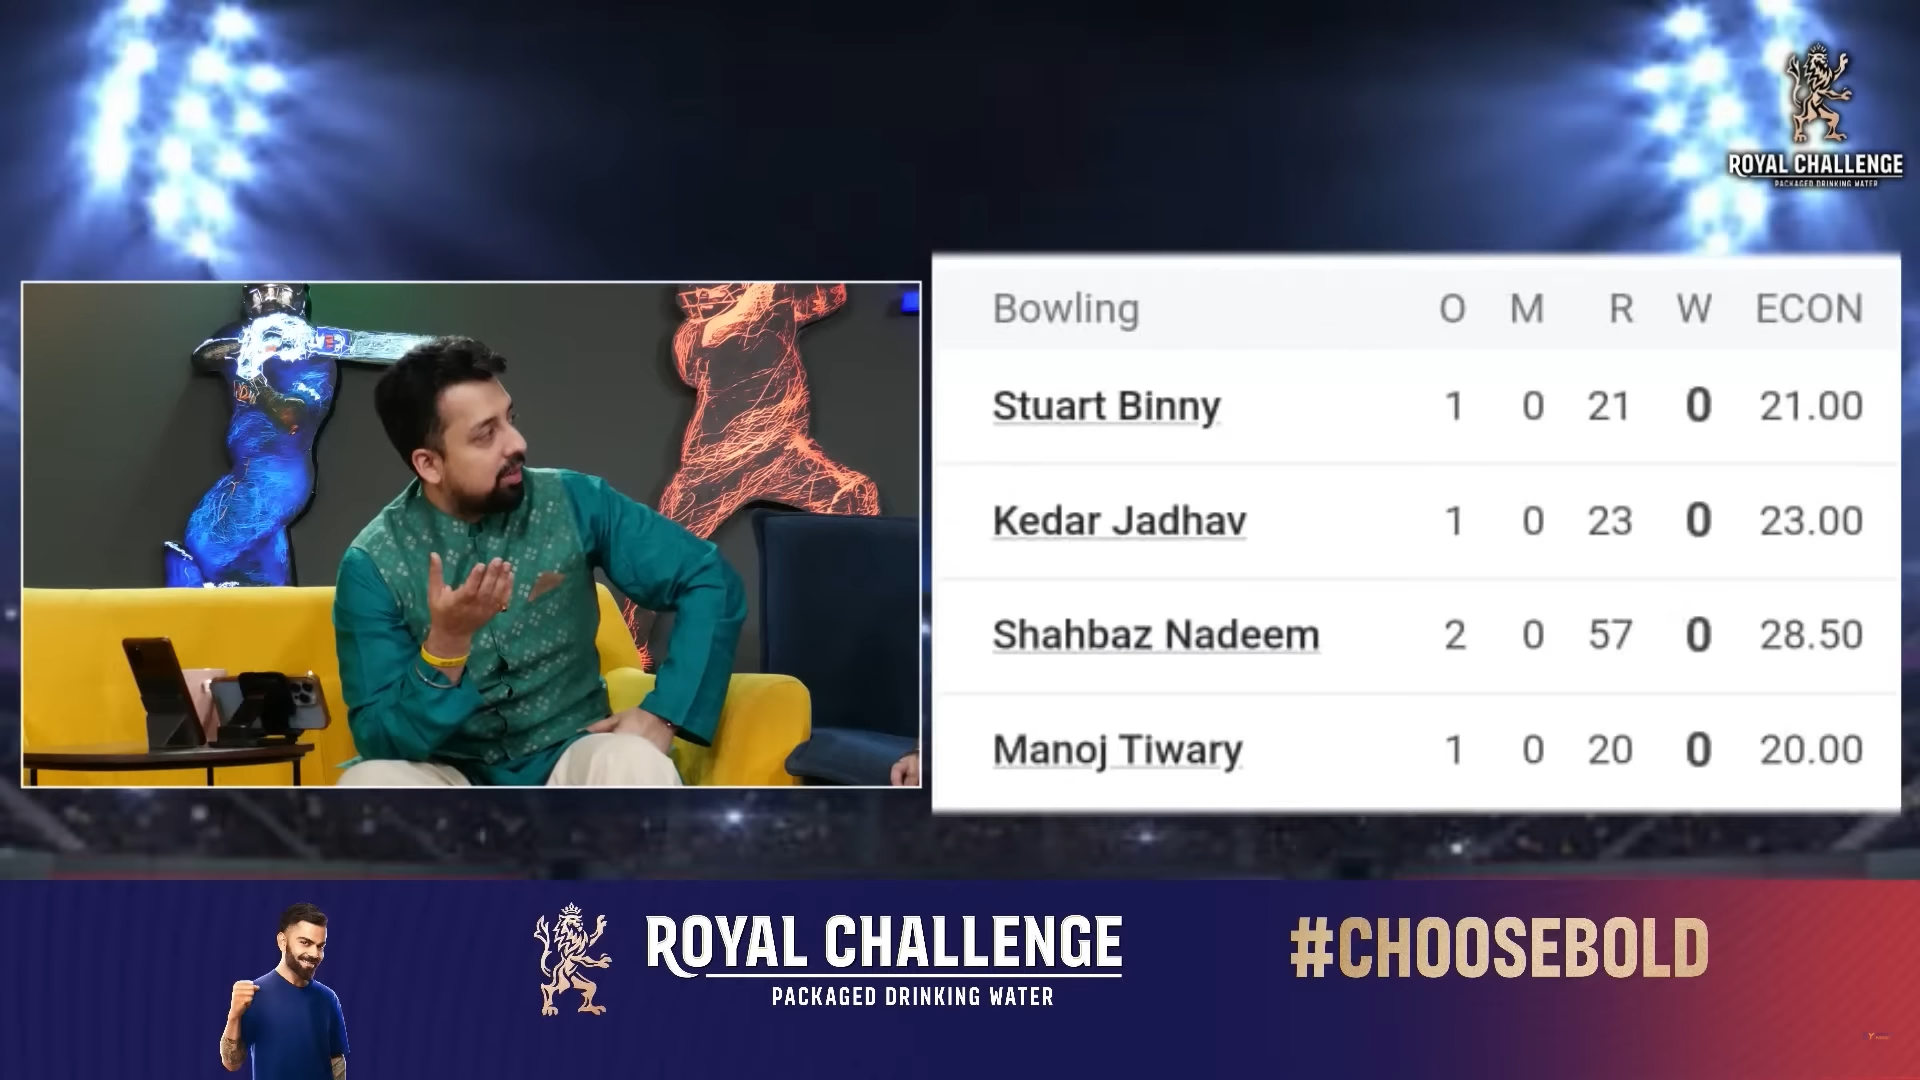 ROYAL CHALLENGE
PACKAGED DRINKING WATER
Bowling O M R W ECON
Stuart Binny 1 0 21 0 21.00
Kedar Jadhav 1 0 23 0 23.00
Shahbaz Nadeem 2 0 57 0 28.50
Manoj Tiwary 1 0 20 0 20.00
ROYAL CHALLENGE
PACKAGED DRINKING WATER
#CHOOSEBOLD